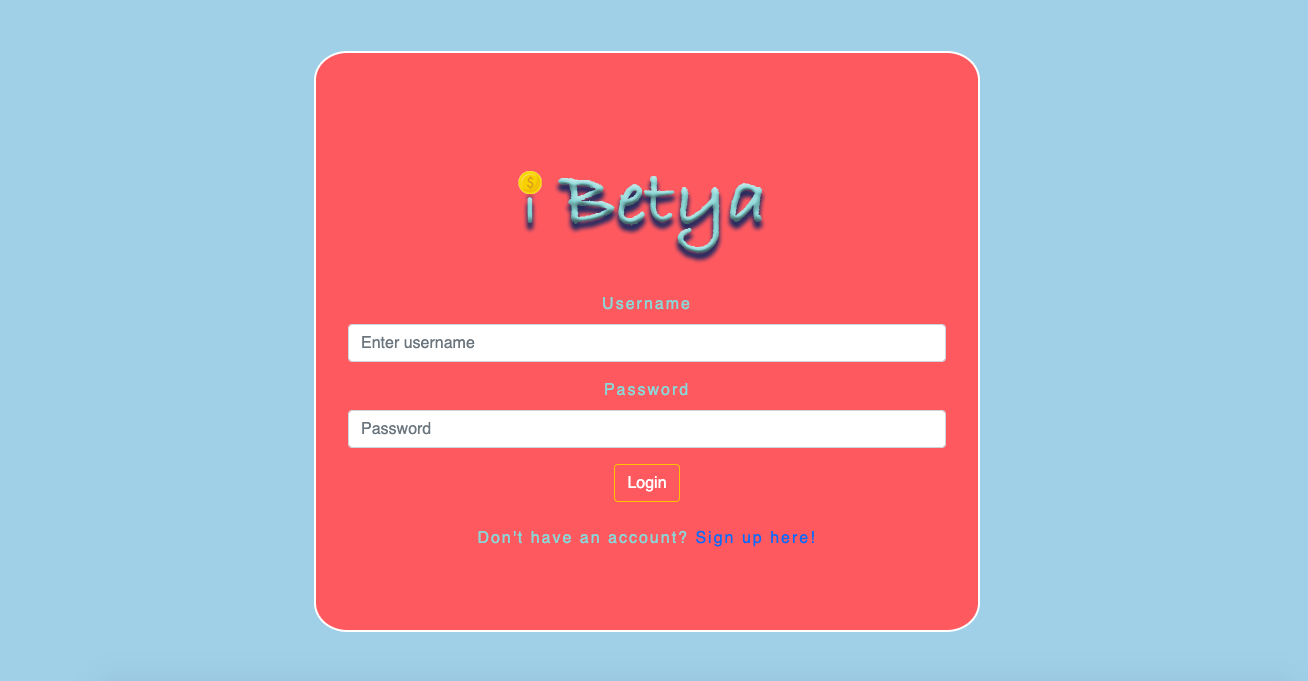 i Betya
Username
Enter username
Password
Password
Login
Don't have an account? Sign up here!